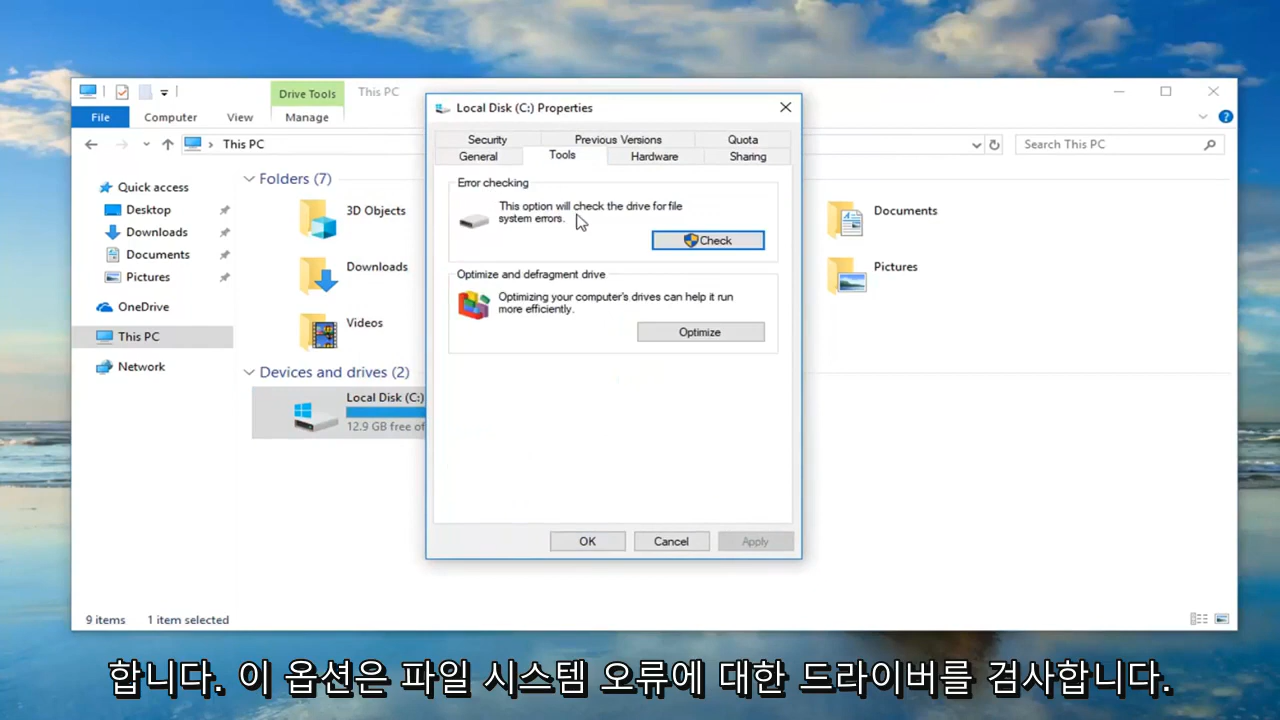 Drive Tools
This PC
File
Computer
View
Manage
This PC
Search This PC
Quick access
Desktop
Downloads
Documents
Pictures
OneDrive
This PC
Network
Folders (7)
3D Objects
Downloads
Videos
Documents
Pictures
Devices and drives (2)
Local Disk (C:)
12.9 GB free of
Local Disk (C:) Properties
Security
Previous Versions
Quota
General
Tools
Hardware
Sharing
Error checking
This option will check the drive for file
system errors.
Check
Optimize and defragment drive
Optimizing your computer's drives can help it run
more efficiently.
Optimize
OK
Cancel
Apply
9 items
1 item selected
합니다. 이 옵션은 파일 시스템 오류에 대한 드라이버를 검사합니다.